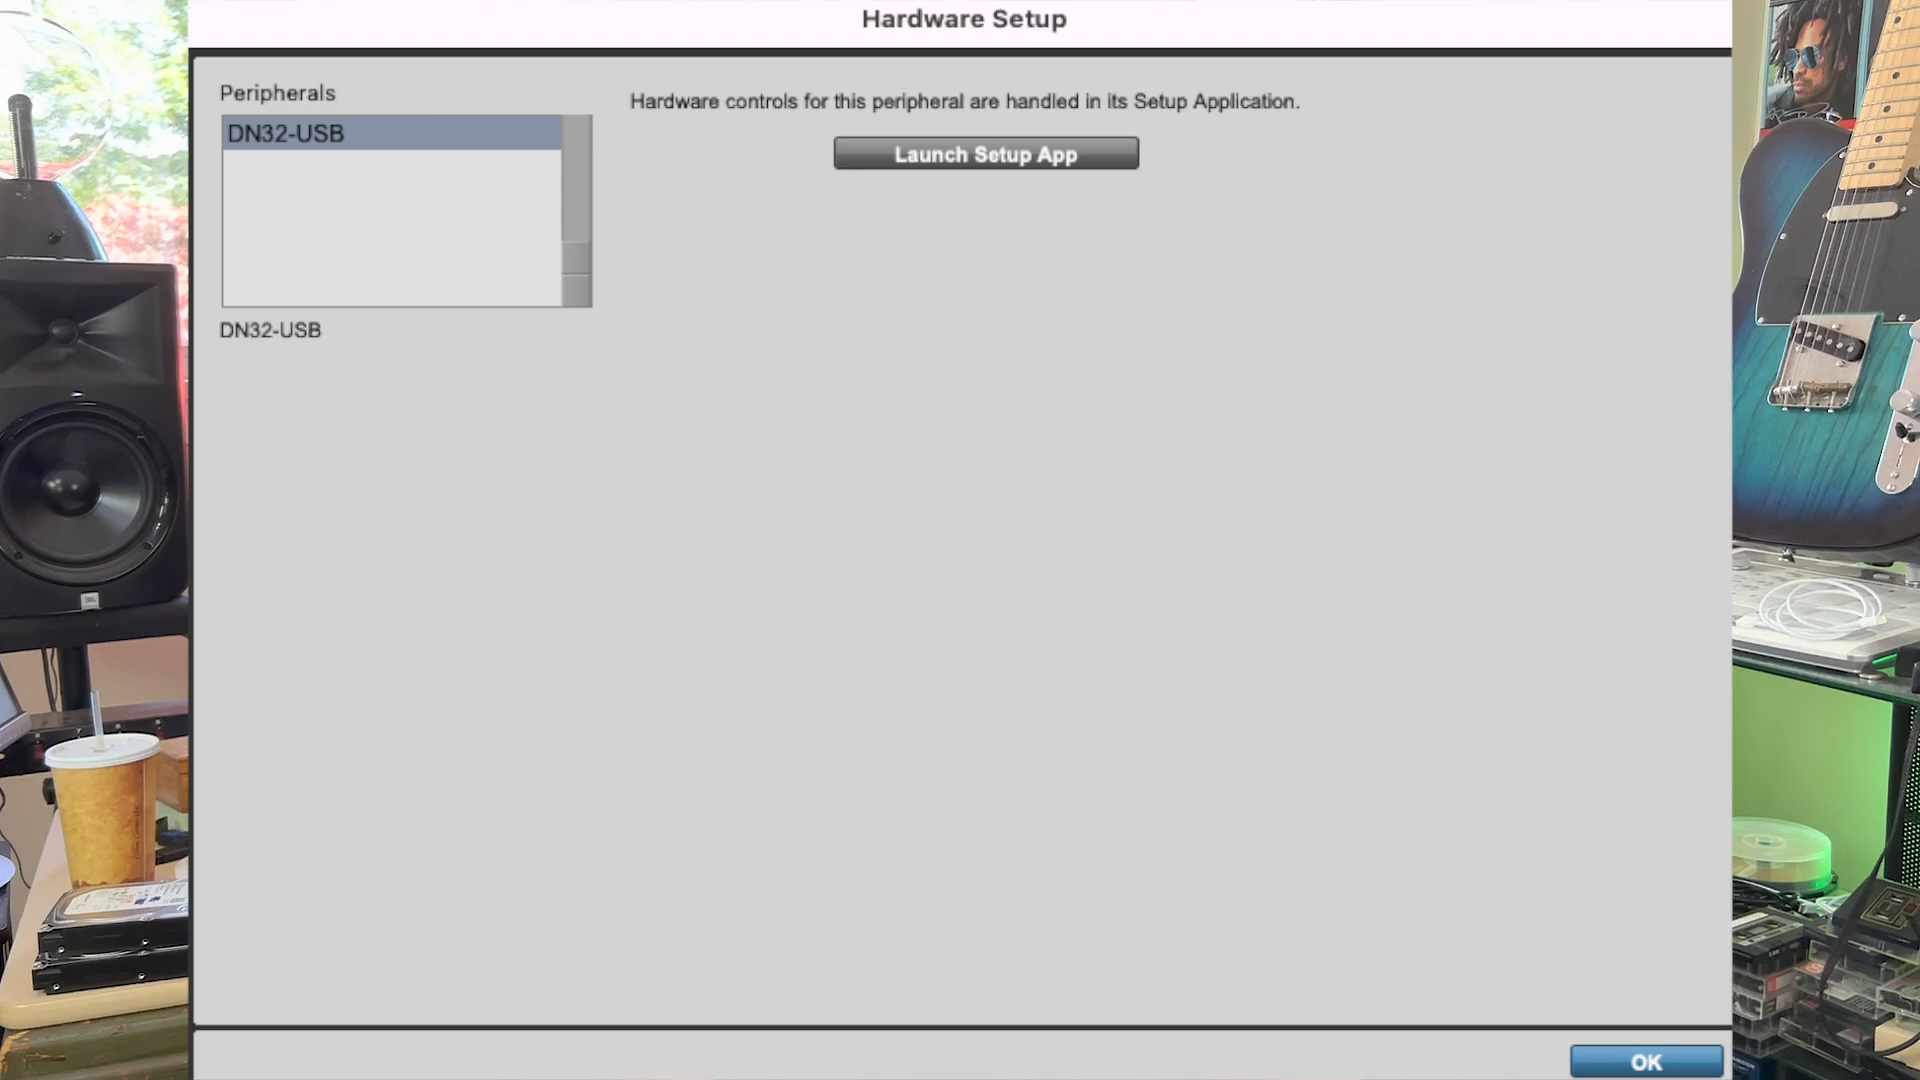 Hardware Setup
Peripherals
DN32-USB
DN32-USB
Hardware controls for this peripheral are handled in its Setup Application.
Launch Setup App
OK
JBL